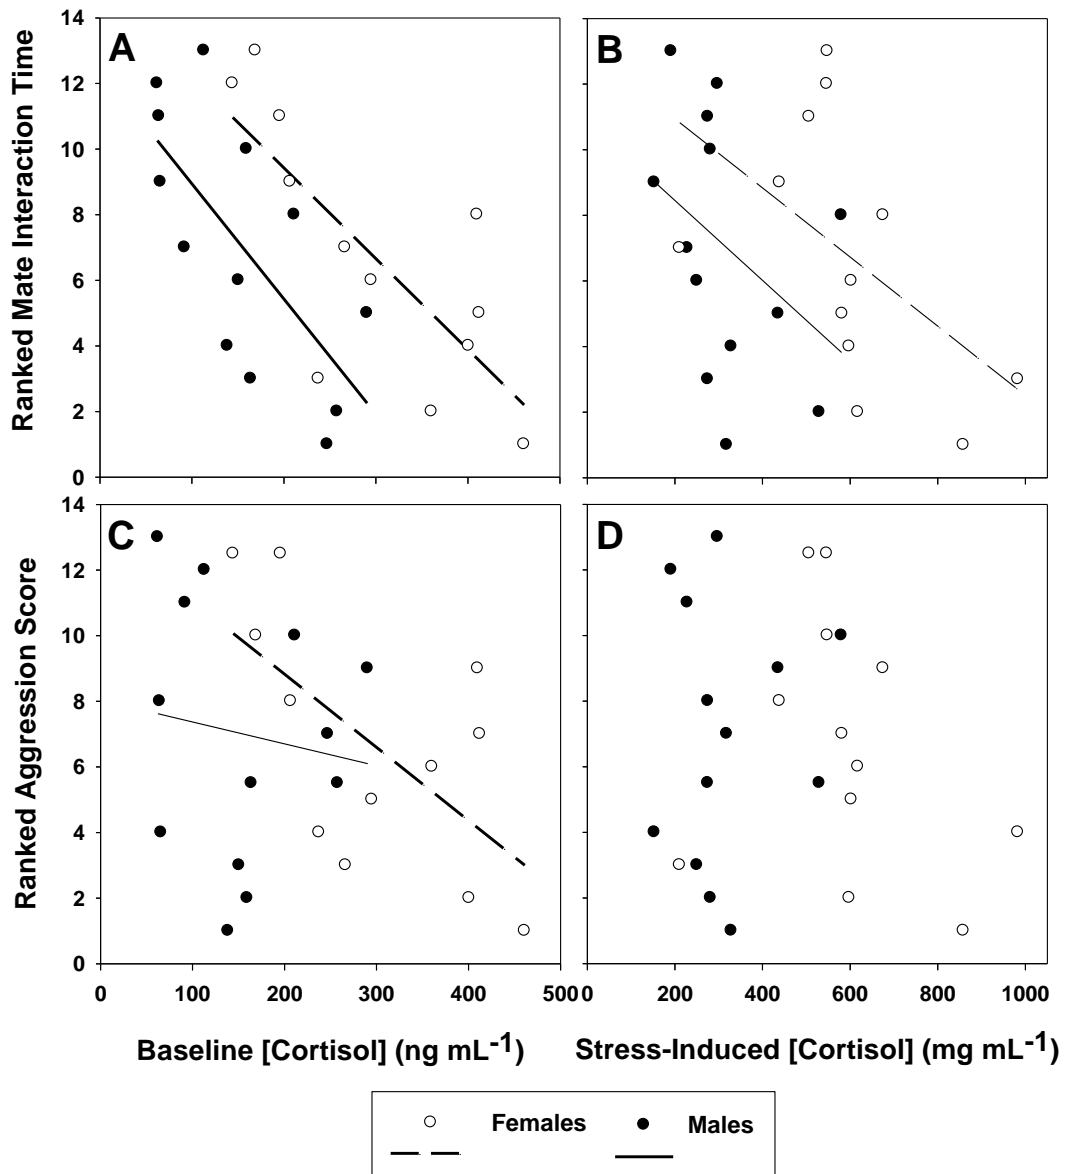 A
B
Ranked Mate Interaction Time
14
12
10
8
6
4
2
0
C
D
Ranked Aggression Score
14
12
10
8
6
4
2
0
0 100 200 300 400 500
0 200 400 600 800 1000
Baseline [Cortisol] (ng mL-1)
Stress-Induced [Cortisol] (mg mL-1)
Females
Males